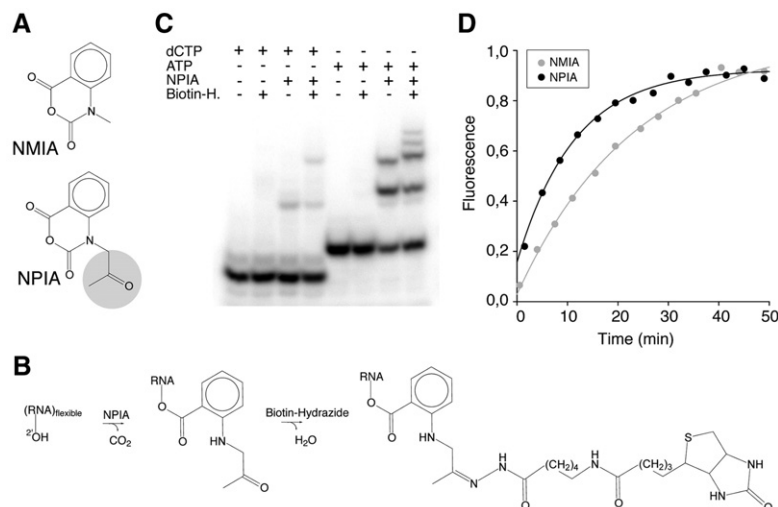 A
NMIA
NPIA
O
O
O
N
O
O
O
N
O
C
dCTP + + + + - - - -
ATP - - - - + + + +
NPIA - - + + - - + +
Biotin-H. - + - + - + - +
D
NMIA
NPIA
Fluorescence
1,0
0,8
0,6
0,4
0,2
0,0
0 10 20 30 40 50
Time (min)
B
(RNA)flexible
2'OH
NPIA
CO2
RNA
O
O
HN
O
Biotin-Hydrazide
H2O
RNA
O
O
NH
N
H
N
O
(CH2)4
H
N
O
(CH2)3
S
NH
HN
O